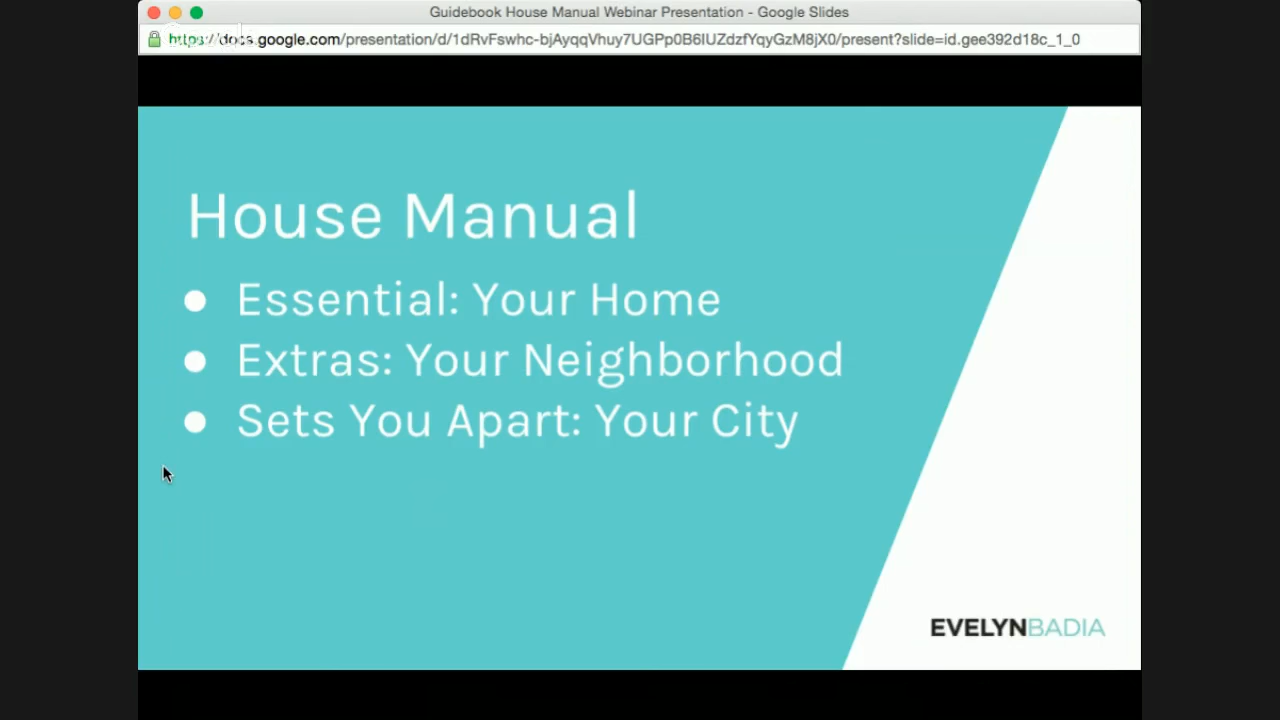 Guidebook House Manual Webinar Presentation - Google Slides
https://docs.google.com/presentation/d/1dRvFswhc-bjAyqqVhuy7UGPp0B6IUZdzfYqyGzM8jX0/present?slide=id.gee392d18c_1_0
House Manual
● Essential: Your Home
● Extras: Your Neighborhood
● Sets You Apart: Your City
EVELYNBADIA